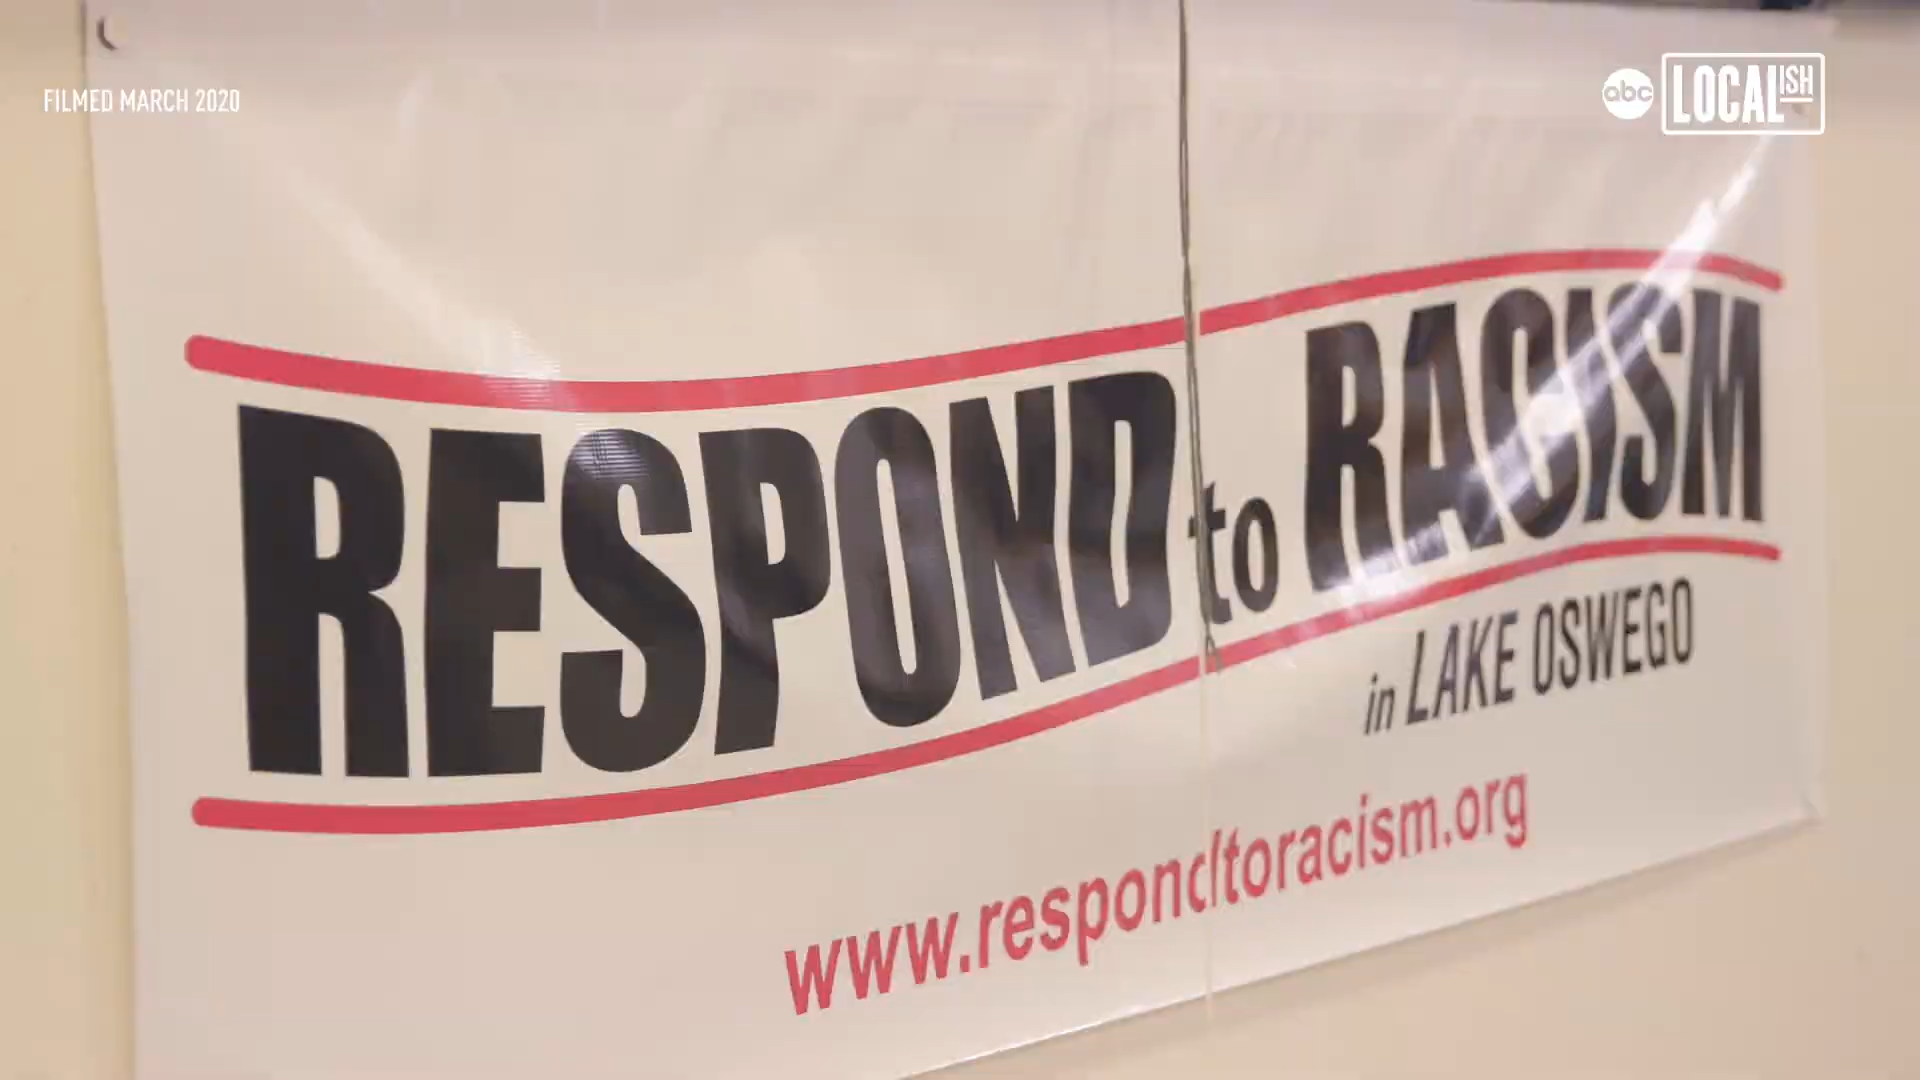 FILMED MARCH 2020
abc LOCALISH
RESPOND to RACISM
in LAKE OSWEGO
www.respondtoracism.org